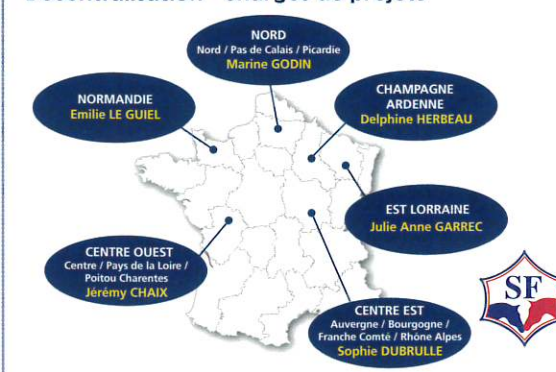 NORD
Nord / Pas de Calais / Picardie
Marine GODIN
NORMANDIE
Emilie LE GUIEL
CHAMPAGNE
ARDENNE
Delphine HERBEAU
EST LORRAINE
Julie Anne GARREC
CENTRE OUEST
Centre / Pays de la Loire /
Poitou Charentes
Jérémy CHAIX
CENTRE EST
Auvergne / Bourgogne /
Franche Comté / Rhône Alpes
Sophie DUBRULLE
SF